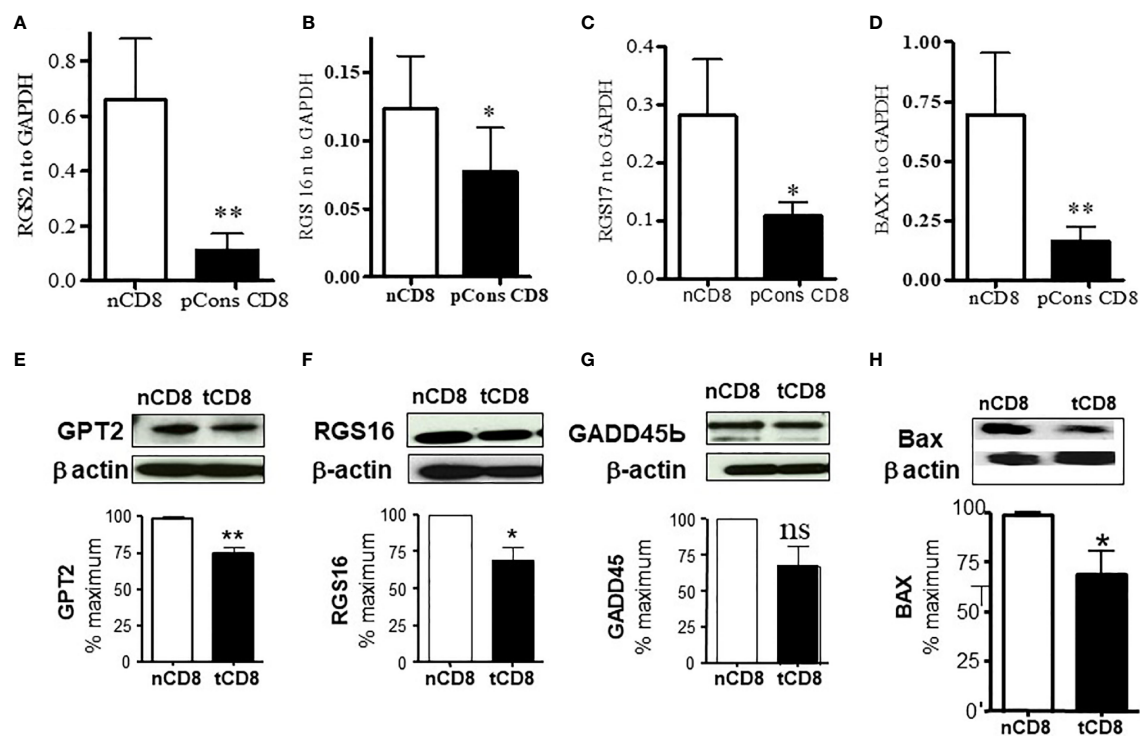 A
RGS2 n to GAPDH
0.8
0.6
0.4
0.2
0.0
**
nCD8 pCons CD8
B
RGS 16 n to GAPDH
0.15
0.10
0.05
0.00
*
nCD8 pCons CD8
C
RGS17 n to GAPDH
0.4
0.3
0.2
0.1
0.0
*
nCD8 pCons CD8
D
BAX n to GAPDH
1.00
0.75
0.50
0.25
0.00
**
nCD8 pCons CD8
E
nCD8 tCD8
GPT2
β actin
GPT2
% maximum
100
75
50
25
0
**
nCD8 tCD8
F
nCD8 tCD8
RGS16
β-actin
RGS16
% maximum
100
75
50
25
0
*
nCD8 tCD8
G
nCD8 tCD8
GADD45b
β-actin
GADD45
% maximum
100
75
50
25
0
ns
nCD8 tCD8
H
nCD8 tCD8
Bax
β actin
BAX
% maximum
100
75
50
25
0
*
nCD8 tCD8